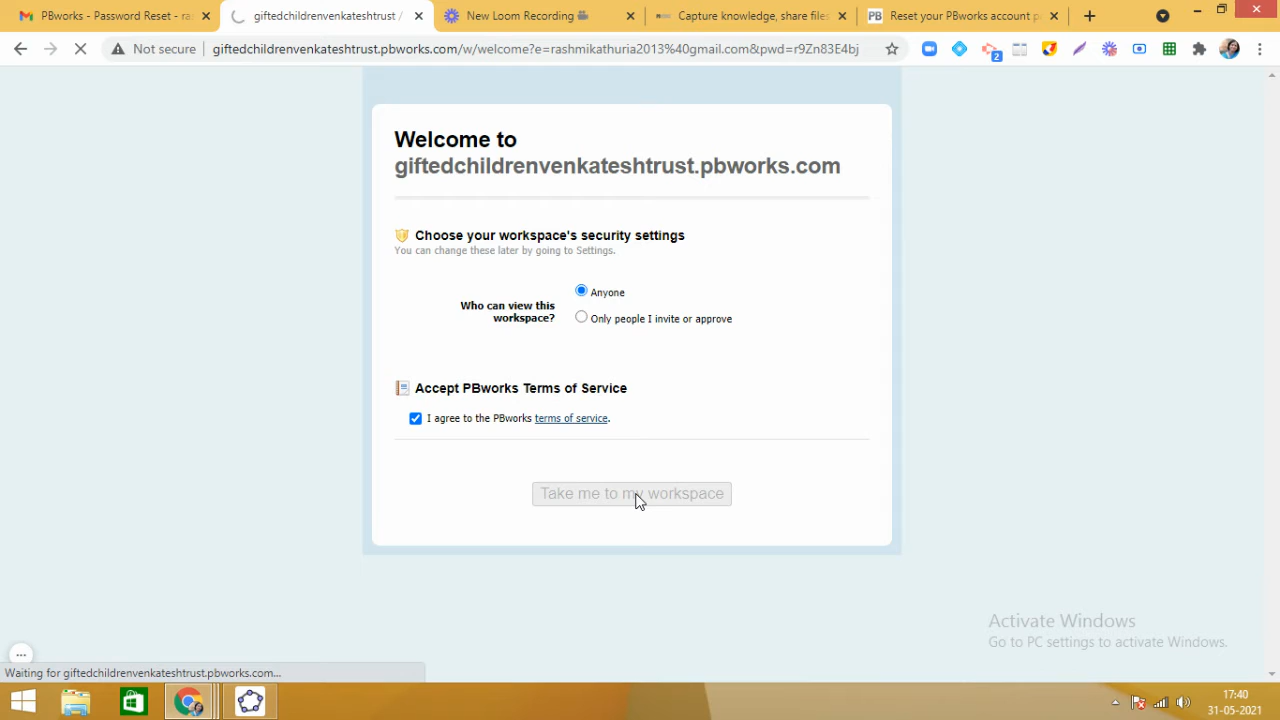 PBworks - Password Reset - ra
giftedchildrenvenkateshtrust /
New Loom Recording
Capture knowledge, share files
PB Reset your PBworks account p
Not secure
giftedchildrenvenkateshtrust.pbworks.com/w/welcome?e=rashmikathuria2013%40gmail.com&pwd=r9Zn83E4bj
2
Welcome to
giftedchildrenvenkateshtrust.pbworks.com
Choose your workspace's security settings
You can change these later by going to Settings.
Who can view this
workspace?
Anyone
Only people I invite or approve
Accept PBworks Terms of Service
I agree to the PBworks terms of service.
Take me to my workspace
Activate Windows
Go to PC settings to activate Windows.
...
Waiting for giftedchildrenvenkateshtrust.pbworks.com...
17:40
31-05-2021